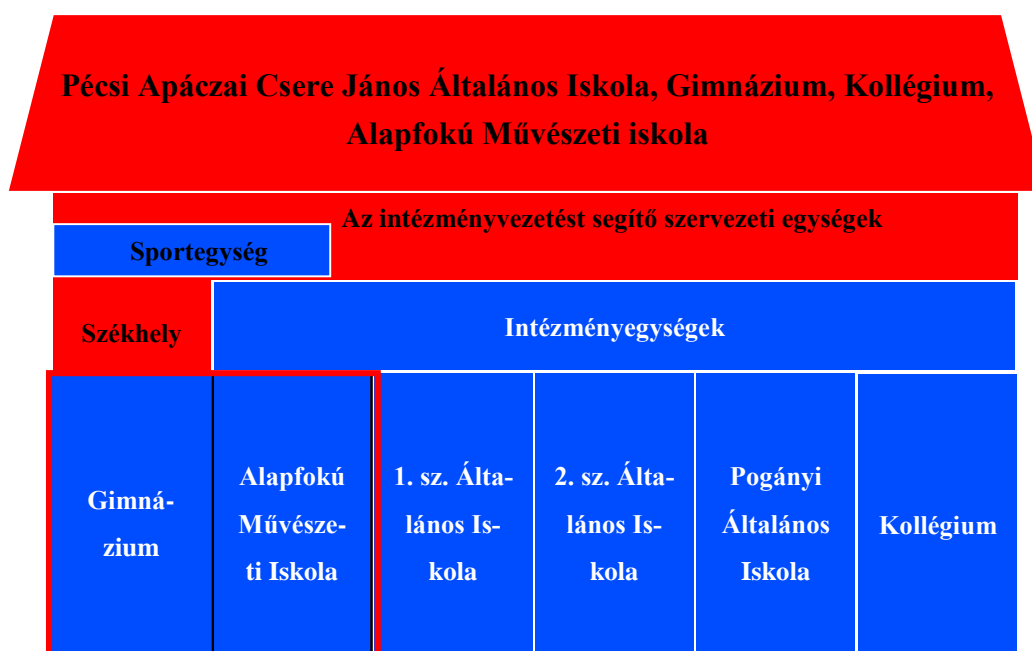 Pécsi Apáczai Csere János Általános Iskola, Gimnázium, Kollégium,
Alapfokú Művészeti iskola
Az intézményvezetést segítő szervezeti egységek
Sportegység
Székhely
Intézményegységek
Gimná-
zium
Alapfokú
Művésze-
ti Iskola
1. sz. Álta-
lános Is-
kola
2. sz. Álta-
lános Is-
kola
Pogányi
Általános
Iskola
Kollégium